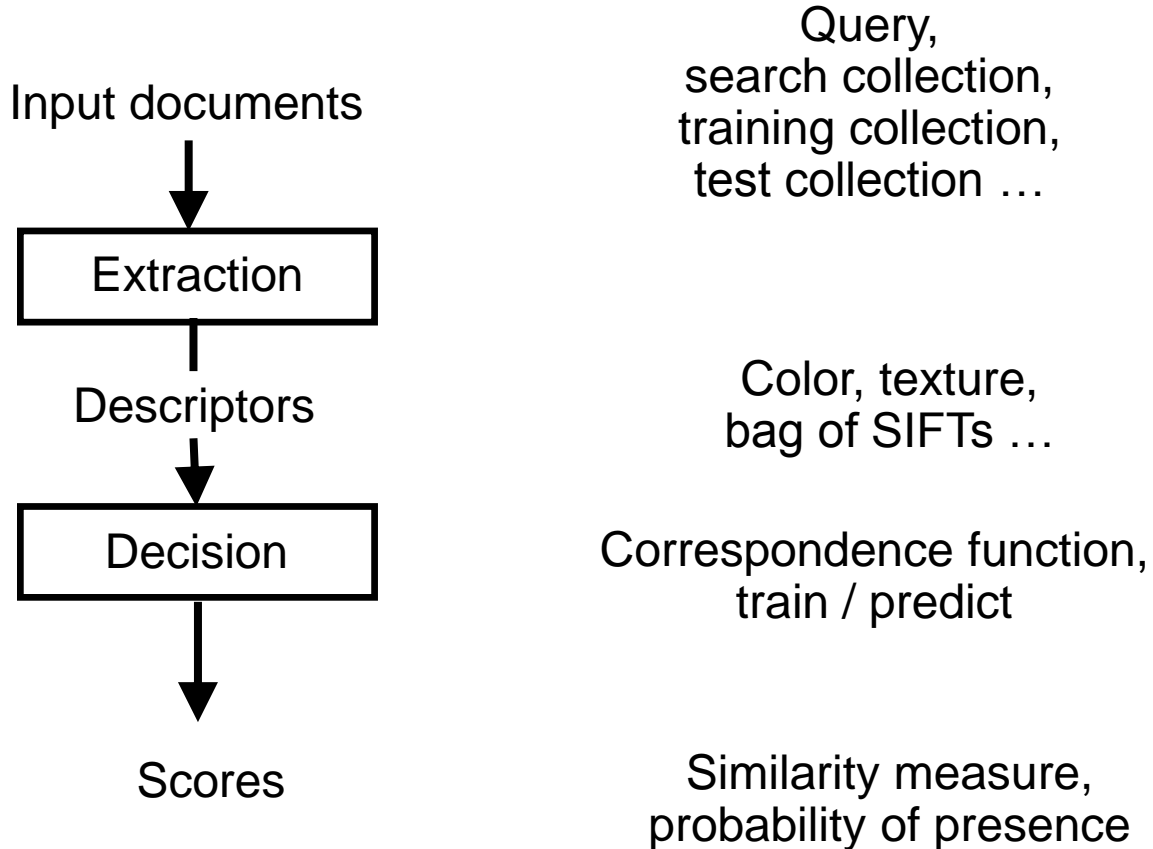 Input documents
Query,
search collection,
training collection,
test collection …
Extraction
Descriptors
Color, texture,
bag of SIFTs …
Decision
Correspondence function,
train / predict
Scores
Similarity measure,
probability of presence